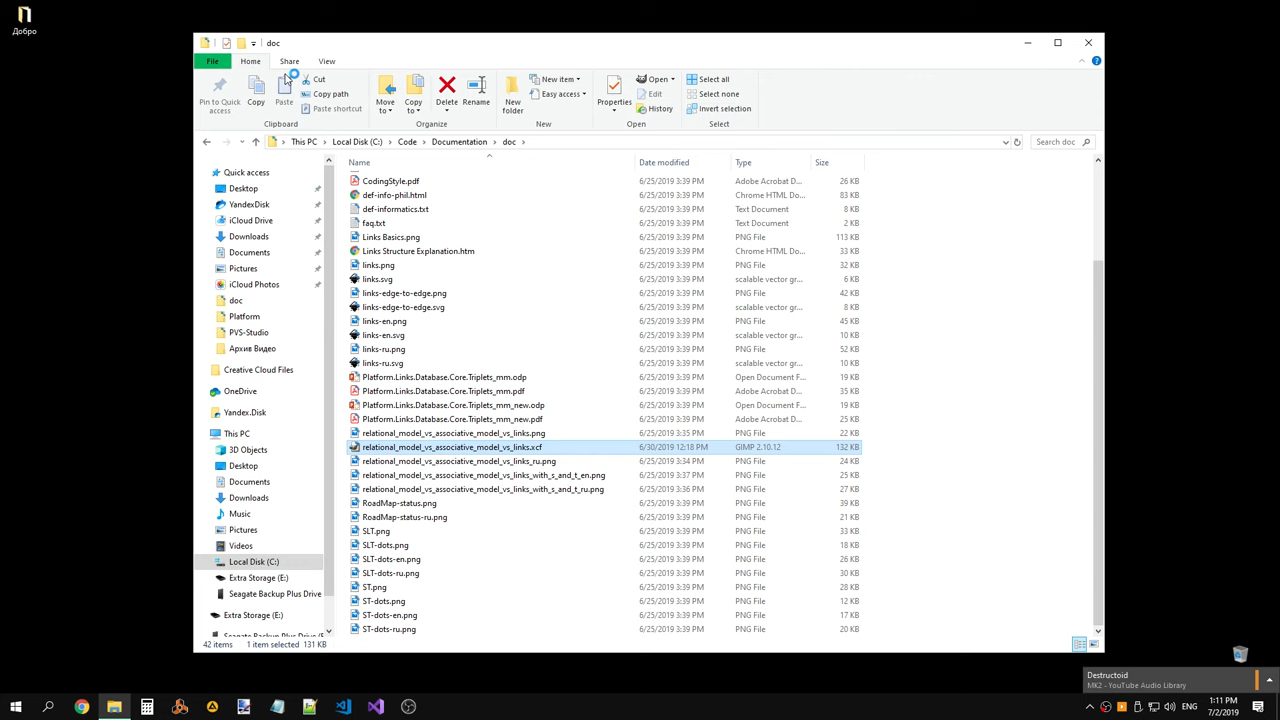 Добро
doc
File
Home
Share
View
Pin to Quick access
Copy
Paste
Cut
Copy path
Paste shortcut
Clipboard
Move to
Copy to
Delete
Rename
Organize
New folder
New item
Easy access
New
Properties
Open
Edit
History
Open
Select all
Select none
Invert selection
Select
This PC > Local Disk (C:) > Code > Documentation > doc >
Search doc
Name Date modified Type Size
CodingStyle.pdf 6/25/2019 3:39 PM Adobe Acrobat D... 26 KB
def-info-phil.html 6/25/2019 3:39 PM Chrome HTML Do... 83 KB
def-informatics.txt 6/25/2019 3:39 PM Text Document 8 KB
faq.txt 6/25/2019 3:39 PM Text Document 2 KB
Links Basics.png 6/25/2019 3:39 PM PNG File 113 KB
Links Structure Explanation.htm 6/25/2019 3:39 PM Chrome HTML Do... 33 KB
links.png 6/25/2019 3:39 PM PNG File 32 KB
links.svg 6/25/2019 3:39 PM scalable vector gr... 6 KB
links-edge-to-edge.png 6/25/2019 3:39 PM PNG File 42 KB
links-edge-to-edge.svg 6/25/2019 3:39 PM scalable vector gr... 8 KB
links-en.png 6/25/2019 3:39 PM PNG File 45 KB
links-en.svg 6/25/2019 3:39 PM scalable vector gr... 10 KB
links-ru.png 6/25/2019 3:39 PM PNG File 52 KB
links-ru.svg 6/25/2019 3:39 PM scalable vector gr... 10 KB
Platform.Links.Database.Core.Triplets_mm.odp 6/25/2019 3:39 PM Open Document F... 19 KB
Platform.Links.Database.Core.Triplets_mm.pdf 6/25/2019 3:39 PM Adobe Acrobat D... 35 KB
Platform.Links.Database.Core.Triplets_mm_new.odp 6/25/2019 3:39 PM Open Document F... 19 KB
Platform.Links.Database.Core.Triplets_mm_new.pdf 6/25/2019 3:39 PM Adobe Acrobat D... 25 KB
relational_model_vs_associative_model_vs_links.png 6/25/2019 3:35 PM PNG File 22 KB
relational_model_vs_associative_model_vs_links.xcf 6/30/2019 12:18 PM GIMP 2.10.12 132 KB
relational_model_vs_associative_model_vs_links_ru.png 6/25/2019 3:34 PM PNG File 24 KB
relational_model_vs_associative_model_vs_links_with_s_and_t_en.png 6/25/2019 3:37 PM PNG File 25 KB
relational_model_vs_associative_model_vs_links_with_s_and_t_ru.png 6/25/2019 3:36 PM PNG File 27 KB
RoadMap-status.png 6/25/2019 3:39 PM PNG File 19 KB
RoadMap-status-ru.png 6/25/2019 3:39 PM PNG File 21 KB
SLT.png 6/25/2019 3:39 PM PNG File 13 KB
SLT-dots.png 6/25/2019 3:39 PM PNG File 18 KB
SLT-dots-en.png 6/25/2019 3:39 PM PNG File 26 KB
SLT-dots-ru.png 6/25/2019 3:39 PM PNG File 30 KB
ST.png 6/25/2019 3:39 PM PNG File 11 KB
ST-dots.png 6/25/2019 3:39 PM PNG File 12 KB
ST-dots-en.png 6/25/2019 3:39 PM PNG File 17 KB
ST-dots-ru.png 6/25/2019 3:39 PM PNG File 20 KB
Quick access
Desktop
YandexDisk
iCloud Drive
Downloads
Documents
Pictures
iCloud Photos
doc
Platform
PVS-Studio
Архив Видео
Creative Cloud Files
OneDrive
Yandex.Disk
This PC
3D Objects
Desktop
Documents
Downloads
Music
Pictures
Videos
Local Disk (C:)
Extra Storage (E:)
Seagate Backup Plus Drive
Extra Storage (E:)
Seagate Backup Plus Drive (F
42 items 1 item selected 131 KB
Destructoid
MK2 - YouTube Audio Library
ENG
1:11 PM
7/2/2019